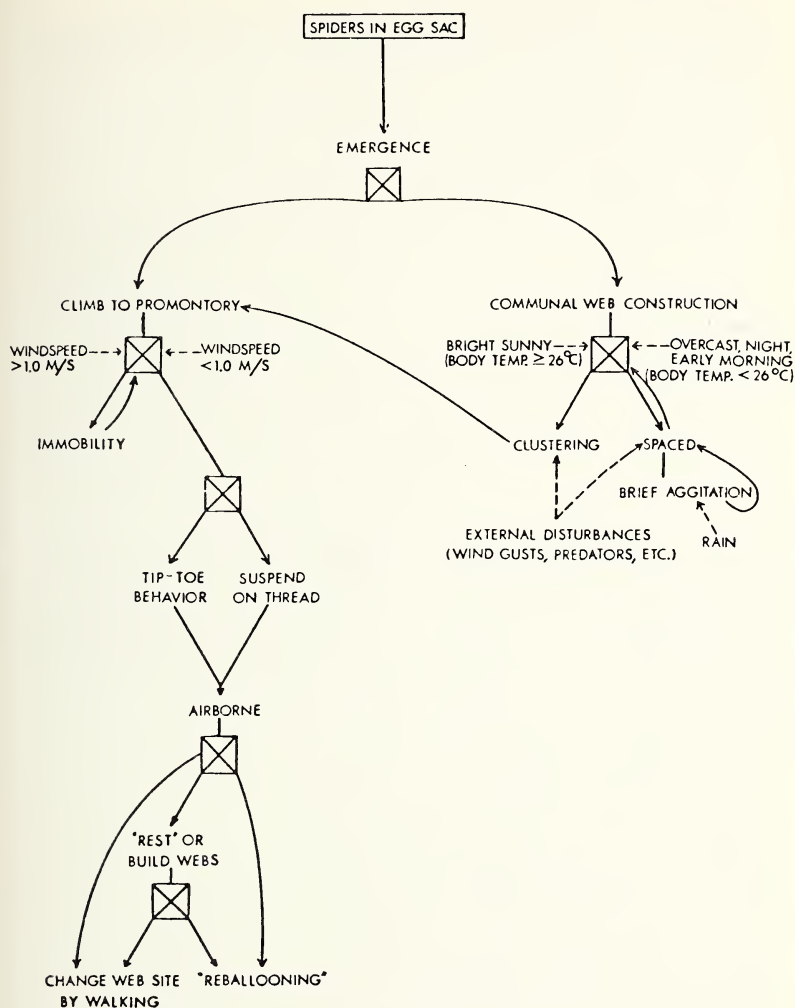 SPIDERS IN EGG SAC
EMERGENCE
CLIMB TO PROMONTORY
COMMUNAL WEB CONSTRUCTION
WINDSPEED
>1.0 M/S
WINDSPEED
<1.0 M/S
BRIGHT SUNNY
(BODY TEMP. ≥ 26°C)
OVERCAST, NIGHT,
EARLY MORNING
(BODY TEMP. < 26°C)
IMMOBILITY
CLUSTERING
SPACED
BRIEF AGGITATION
EXTERNAL DISTURBANCES
(WIND GUSTS, PREDATORS, ETC.)
RAIN
TIP-TOE
BEHAVIOR
SUSPEND
ON THREAD
AIRBORNE
"REST" OR
BUILD WEBS
CHANGE WEB SITE
BY WALKING
"REBALLOONING"